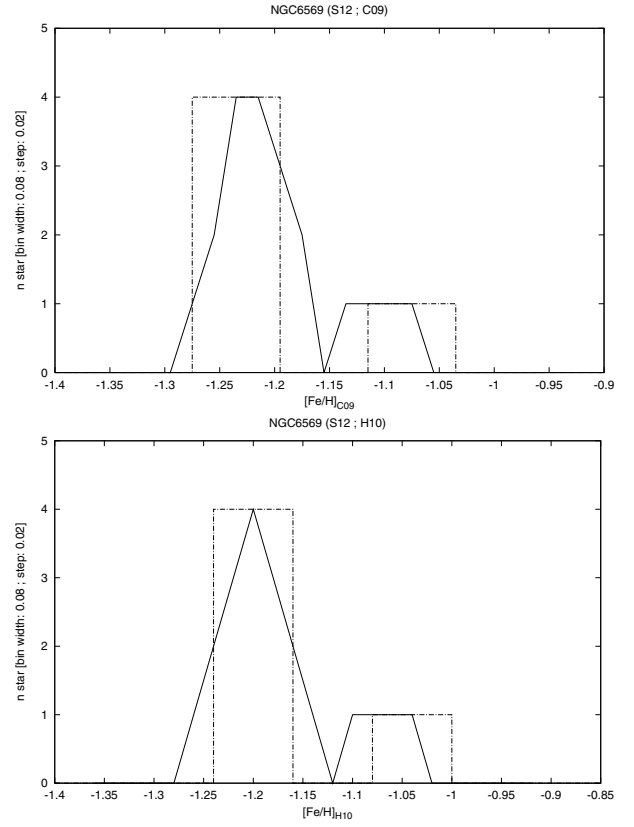 NGC6569 (S12 ; C09)
5
4
3
2
1
0
n star [bin width: 0.08 ; step: 0.02]
-1.4 -1.35 -1.3 -1.25 -1.2 -1.15 -1.1 -1.05 -1 -0.95 -0.9
[Fe/H]C09
NGC6569 (S12 ; H10)
5
4
3
2
1
0
n star [bin width: 0.08 ; step: 0.02]
-1.4 -1.35 -1.3 -1.25 -1.2 -1.15 -1.1 -1.05 -1 -0.95 -0.9 -0.85
[Fe/H]H10